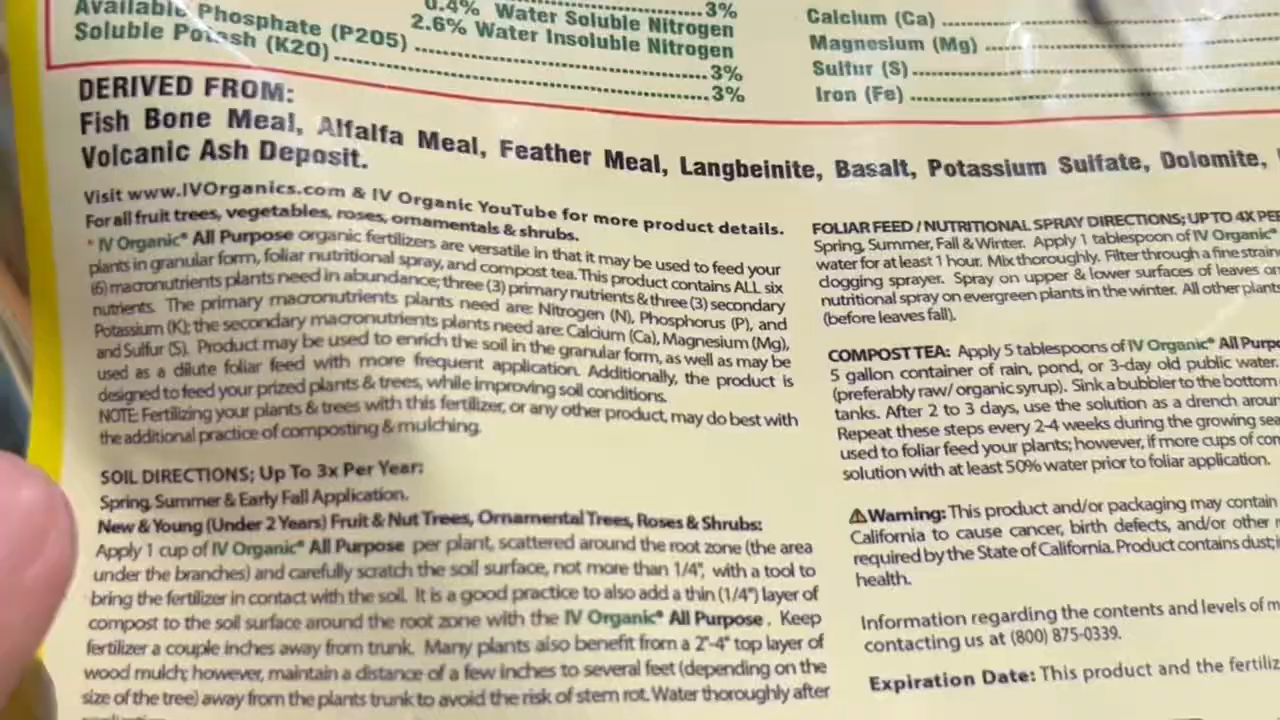 3%
0.4% Water Soluble Nitrogen
2.6% Water Insoluble Nitrogen
Available Phosphate (P2O5) 3%
Soluble Potash (K2O) 3%
Calcium (Ca)
Magnesium (Mg)
Sulfur (S)
Iron (Fe)
DERIVED FROM:
Fish Bone Meal, Alfalfa Meal, Feather Meal, Langbeinite, Basalt, Potassium Sulfate, Dolomite,
Volcanic Ash Deposit.
Visit www.IVOrganics.com & IV Organic YouTube for more product details.
For all fruit trees, vegetables, roses, ornamentals & shrubs.
* IV Organic® All Purpose organic fertilizers are versatile in that it may be used to feed your
plants in granular form, foliar nutritional spray, and compost tea. This product contains ALL six
(6) macronutrients plants need in abundance; three (3) primary nutrients & three (3) secondary
nutrients. The primary macronutrients plants need are: Nitrogen (N), Phosphorus (P), and
Potassium (K); the secondary macronutrients plants need are: Calcium (Ca), Magnesium (Mg),
and Sulfur (S). Product may be used to enrich the soil in the granular form, as well as may be
used as a dilute foliar feed with more frequent application. Additionally, the product is
designed to feed your prized plants & trees, while improving soil conditions.
NOTE: Fertilizing your plants & trees with this fertilizer, or any other product, may do best with
the additional practice of composting & mulching.
SOIL DIRECTIONS; Up To 3x Per Year:
Spring, Summer & Early Fall Application.
New & Young (Under 2 Years) Fruit & Nut Trees, Ornamental Trees, Roses & Shrubs:
Apply 1 cup of IV Organic® All Purpose per plant, scattered around the root zone (the area
under the branches) and carefully scratch the soil surface, not more than 1/4", with a tool to
bring the fertilizer in contact with the soil. It is a good practice to also add a thin (1/4") layer of
compost to the soil surface around the root zone with the IV Organic® All Purpose. Keep
fertilizer a couple inches away from trunk. Many plants also benefit from a 2"-4" top layer of
wood mulch; however, maintain a distance of a few inches to several feet (depending on the
size of the tree) away from the plants trunk to avoid the risk of stem rot. Water thoroughly after
FOLIAR FEED / NUTRITIONAL SPRAY DIRECTIONS; UP TO 4X PER
Spring, Summer, Fall & Winter. Apply 1 tablespoon of IV Organic®
water for at least 1 hour. Mix thoroughly. Filter through a fine
clogging sprayer. Spray on upper & lower surfaces of leaves
nutritional spray on evergreen plants in the winter. All other plants
(before leaves fall).
COMPOST TEA: Apply 5 tablespoons of IV Organic® All
5 gallon container of rain, pond, or 3-day old public water.
(preferably raw/ organic syrup). Sink a bubbler to the bottom
tanks. After 2 to 3 days, use the solution as a drench
Repeat these steps every 2-4 weeks during the growing
used to foliar feed your plants; however, if more cups of
solution with at least 50% water prior to foliar application.
⚠Warning: This product and/or packaging may contain
California to cause cancer, birth defects, and/or other
required by the State of California. Product contains dust;
health.
Information regarding the contents and levels of
contacting us at (800) 875-0339.
Expiration Date: This product and the